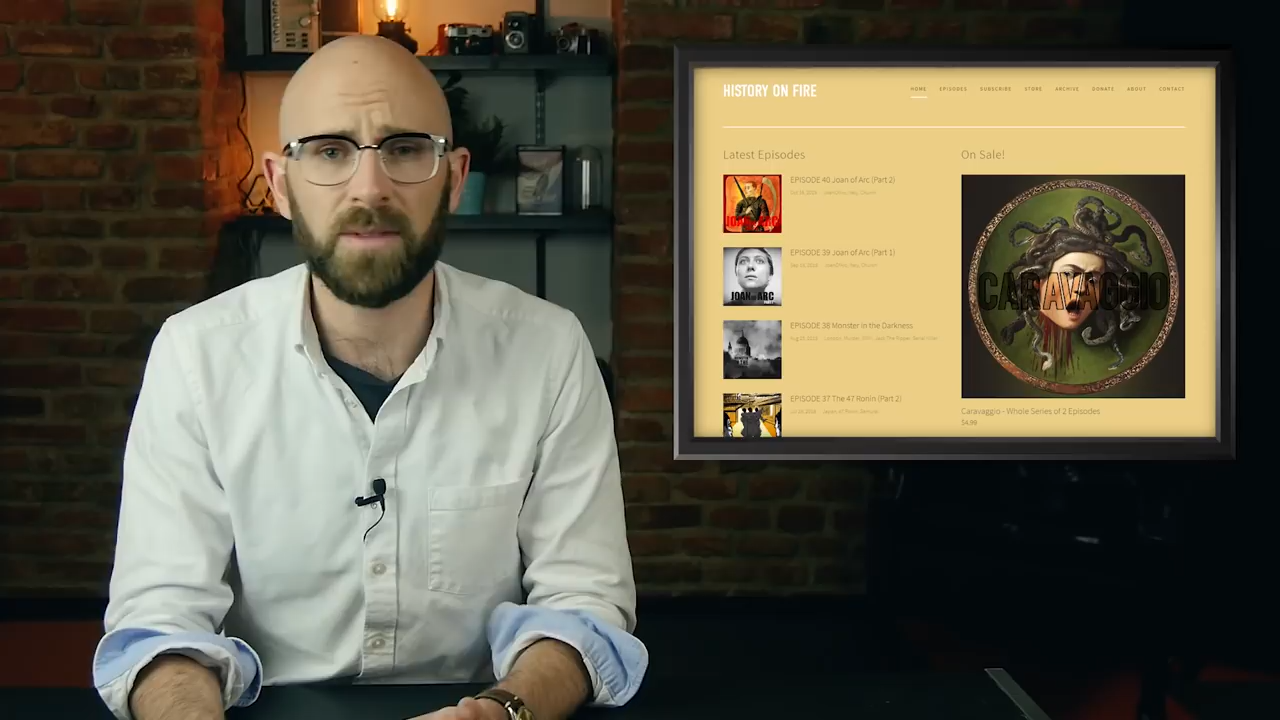 HISTORY ON FIRE
HOME EPISODES SUBSCRIBE STORE ARCHIVE DONATE ABOUT CONTACT
Latest Episodes
On Sale!
EPISODE 40 Joan of Arc (Part 2)
JOAN ARC
EPISODE 39 Joan of Arc (Part 1)
JOAN OF ARC
EPISODE 38 Monster in the Darkness
EPISODE 37 The 47 Ronin (Part 2)
CARAVAGGIO
Caravaggio - Whole Series of 2 Episodes
$4.99